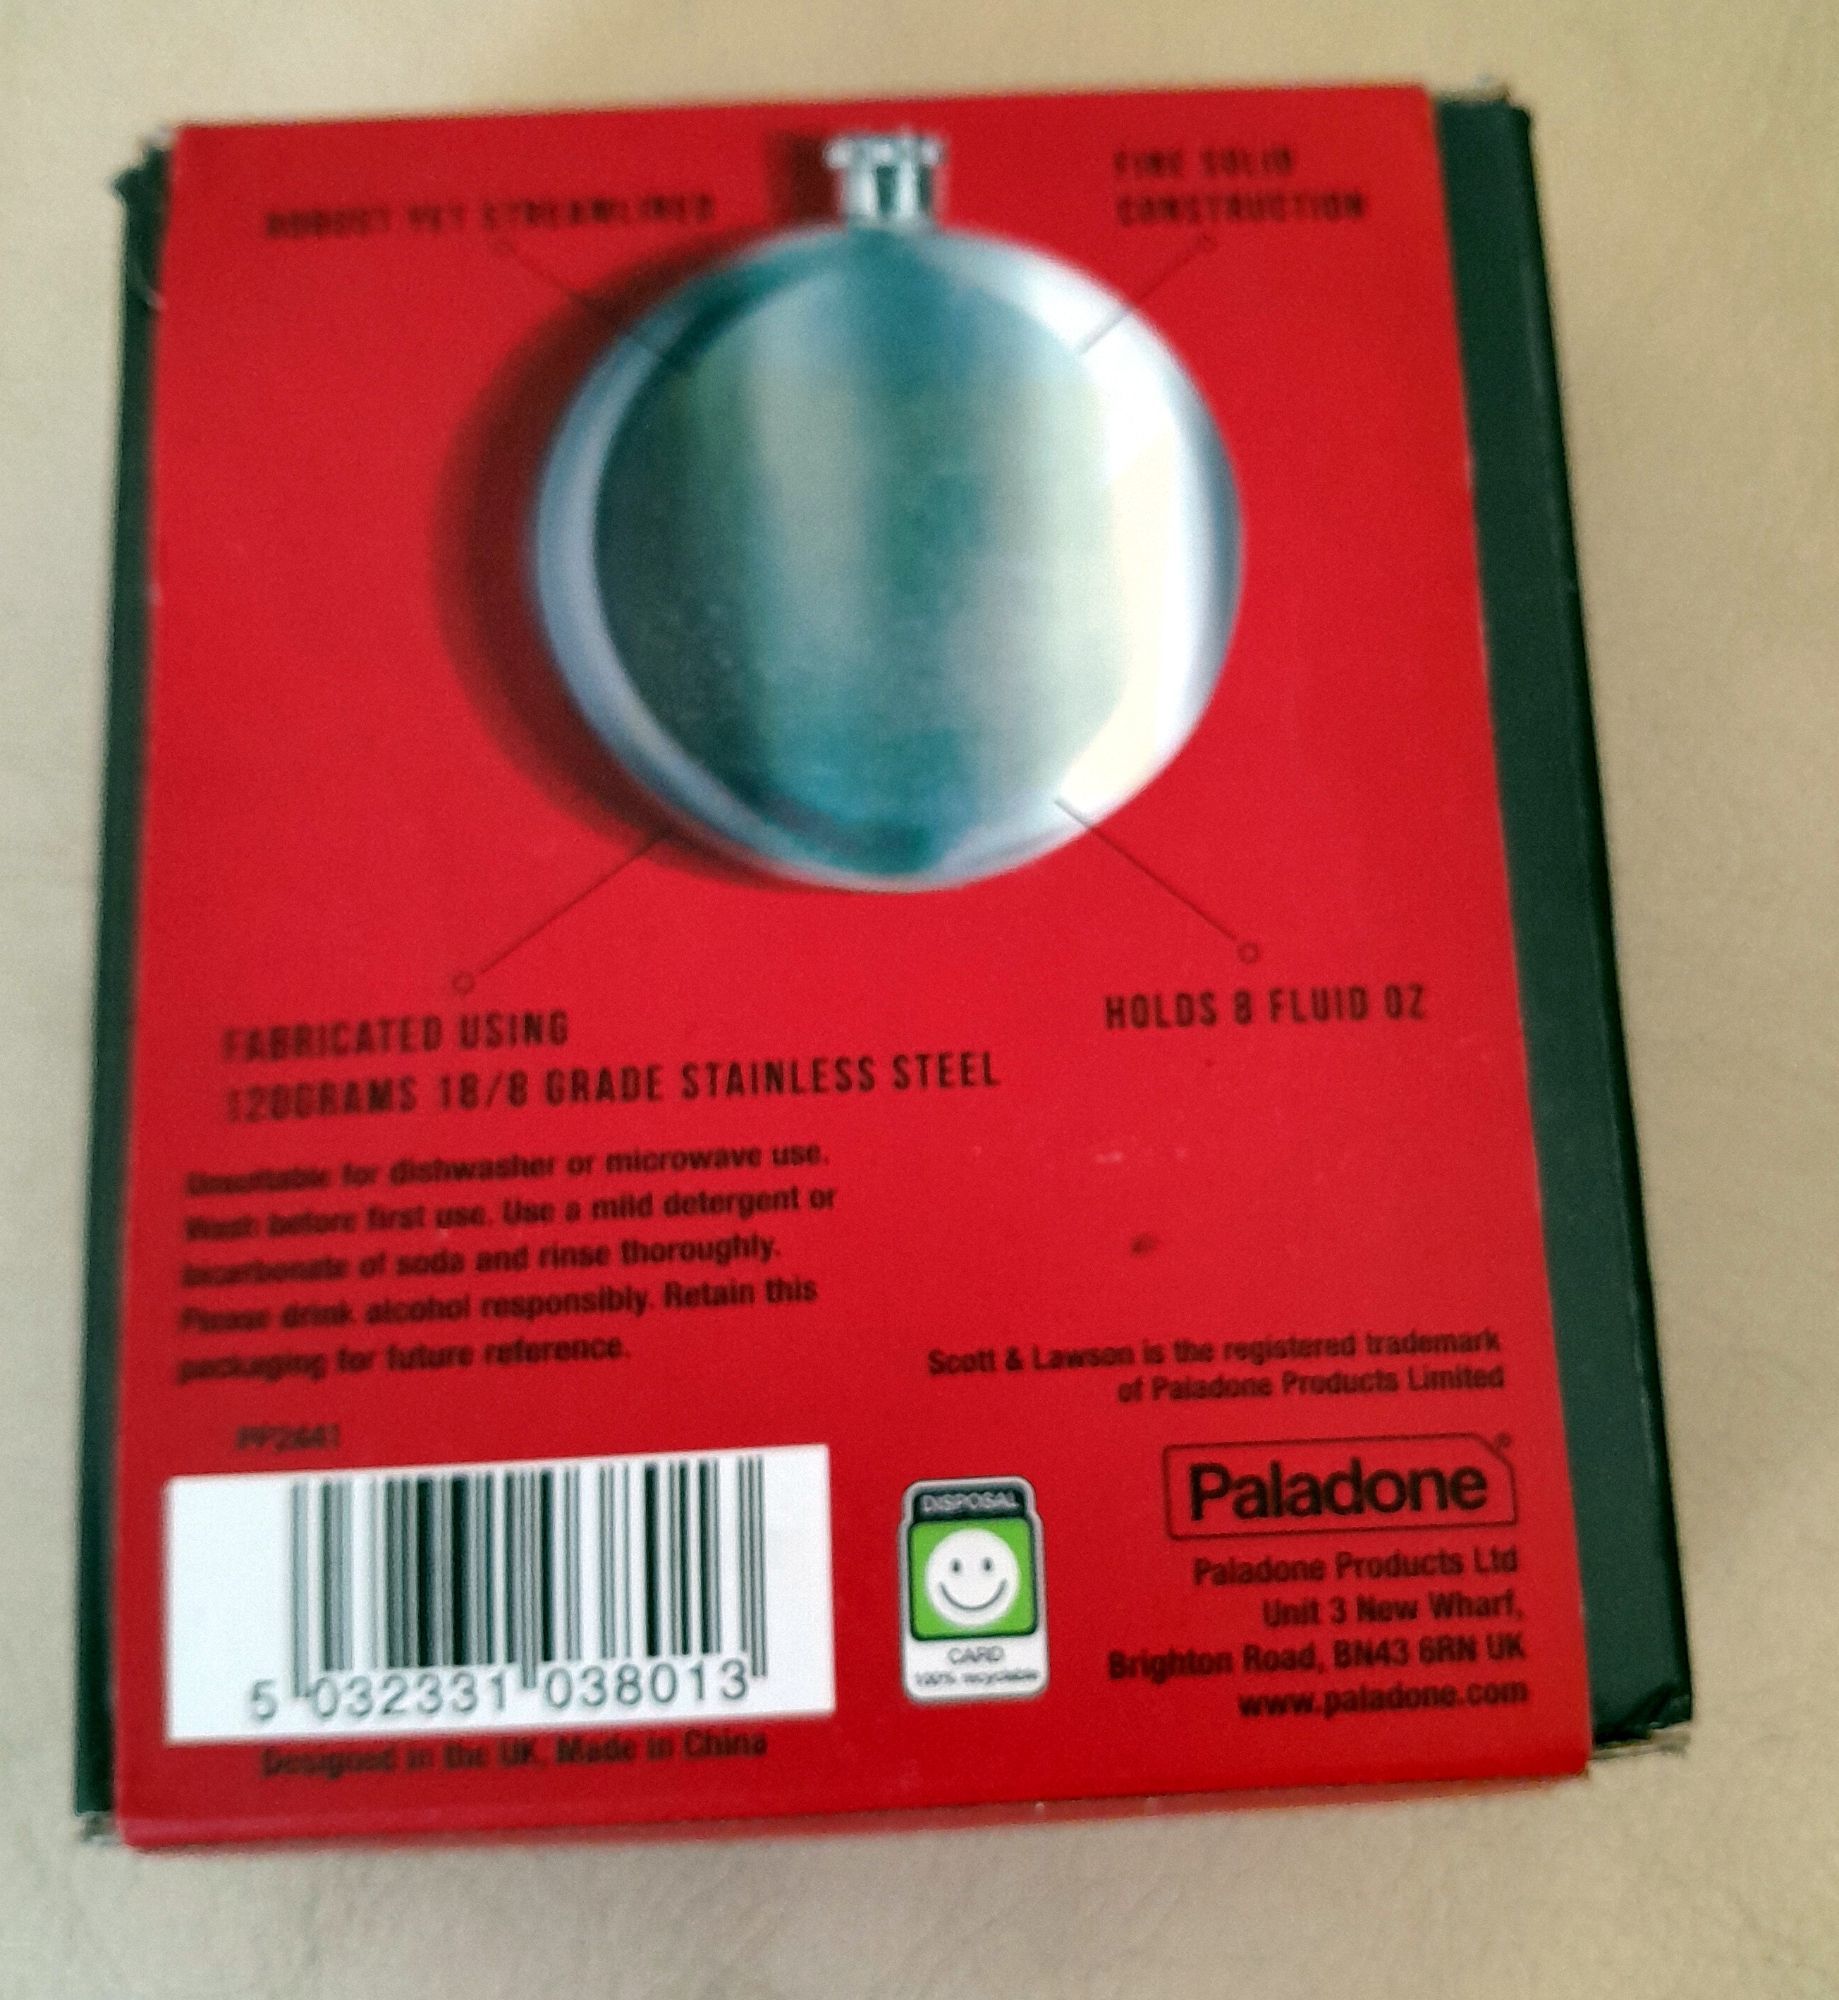 ROBUST YET STREAMLINED
FINE SOLID
CONSTRUCTION
FABRICATED USING
120GRAMS 18/8 GRADE STAINLESS STEEL
HOLDS 8 FLUID OZ
Unsuitable for dishwasher or microwave use.
Wash before first use. Use a mild detergent or
bicarbonate of soda and rinse thoroughly.
Please drink alcohol responsibly. Retain this
packaging for future reference.
Scott & Lawson is the registered trademark
of Paladone Products Limited
PP2441
5 032331 038013
Designed in the UK. Made in China
DISPOSAL
CARD
100% recyclable
Paladone®
Paladone Products Ltd
Unit 3 New Wharf,
Brighton Road, BN43 6RN UK
www.paladone.com